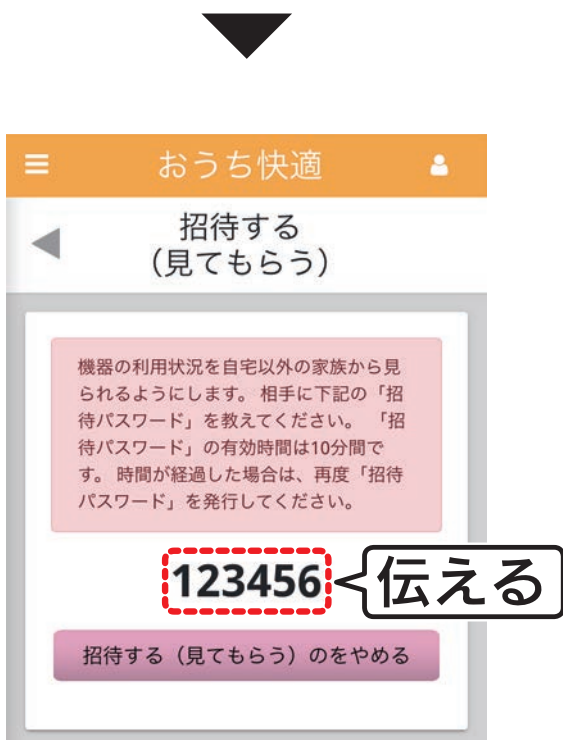 おうち快適
招待する
（見てもらう）
機器の利用状況を自宅以外の家族から見
られるようにします。 相手に下記の「招
待パスワード」を教えてください。 「招
待パスワード」の有効時間は10分間で
す。 時間が経過した場合は、再度「招待
パスワード」を発行してください。
123456
伝える
招待する（見てもらう）のをやめる